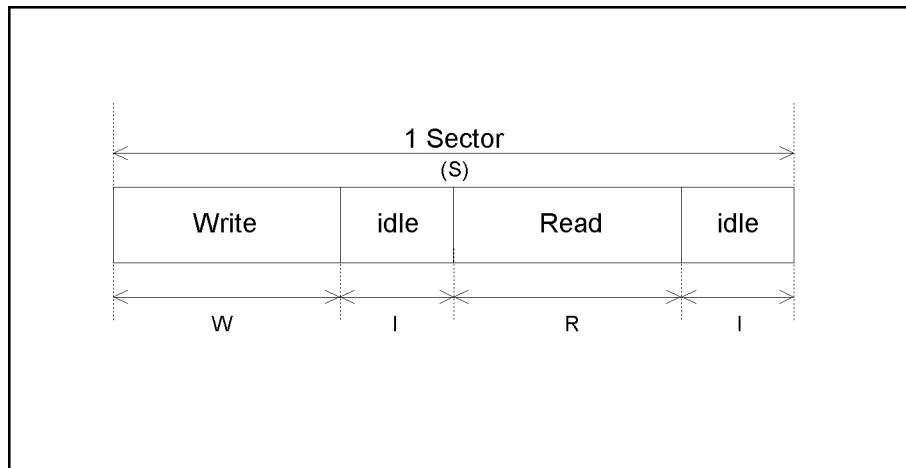 1 Sector
(S)
Write idle Read idle
W I R I